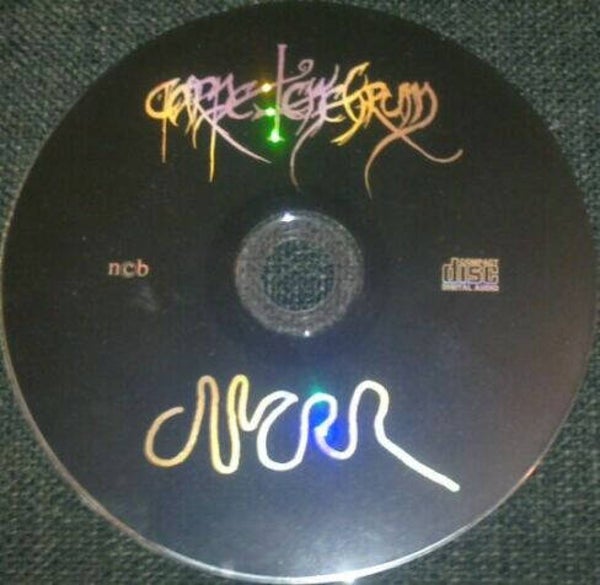 Carpe Tenebrum
ncb
COMPACT
disc
DIGITAL AUDIO